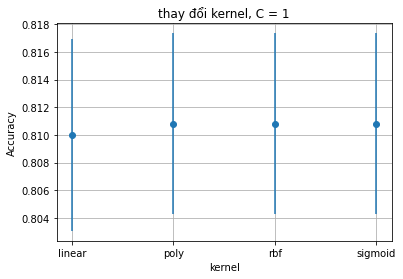 thay đổi kernel, C = 1
0.818
0.816
0.814
0.812
0.810
0.808
0.806
0.804
Accuracy
linear
poly
rbf
sigmoid
kernel